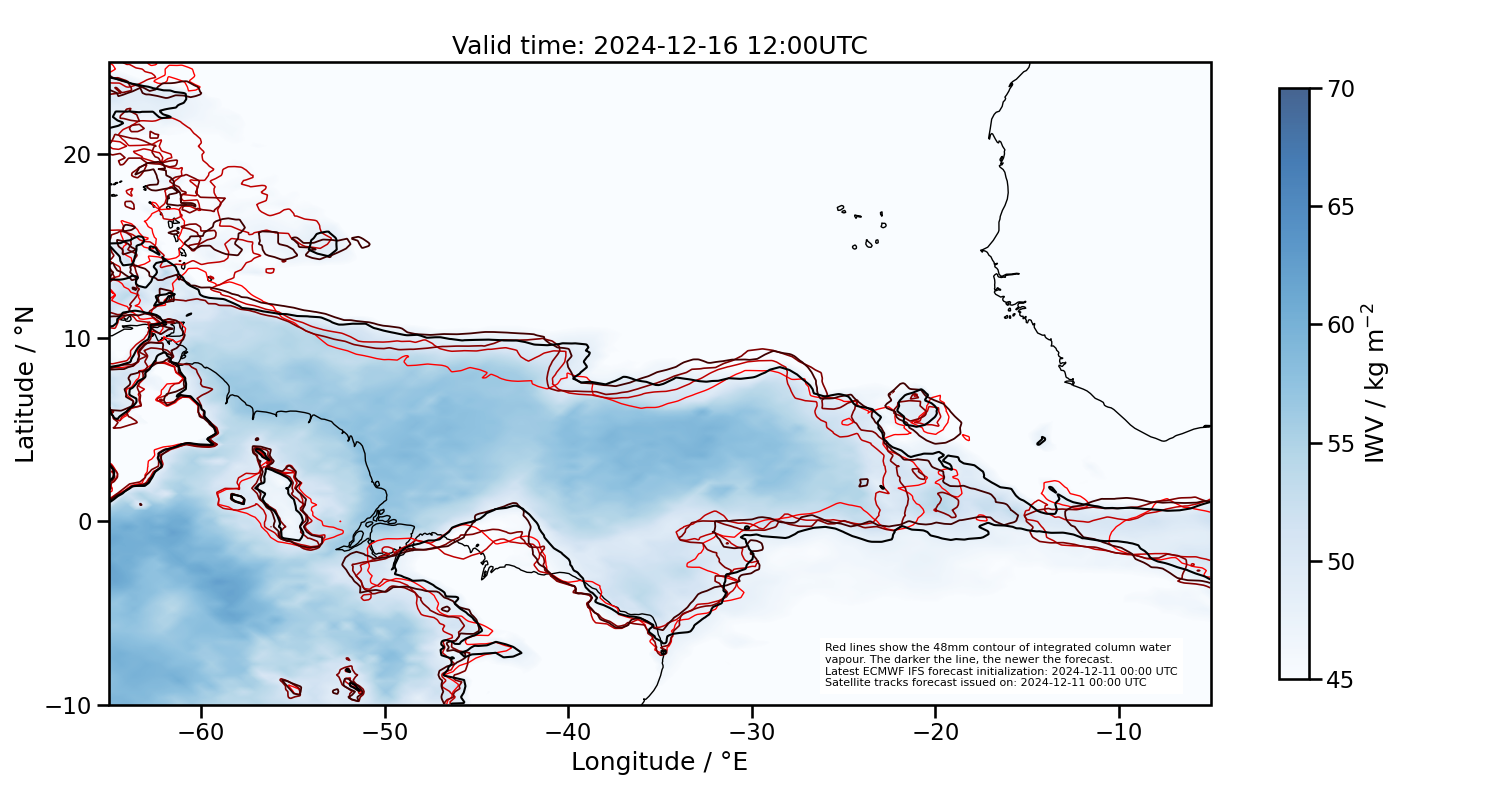 Valid time: 2024-12-16 12:00UTC
70
65
60
55
50
45
IWV / kg m⁻²
20
10
0
−10
Latitude / °N
Red lines show the 48mm contour of integrated column water
vapour. The darker the line, the newer the forecast.
Latest ECMWF IFS forecast initialization: 2024-12-11 00:00 UTC
Satellite tracks forecast issued on: 2024-12-11 00:00 UTC
−60 −50 −40 −30 −20 −10
Longitude / °E